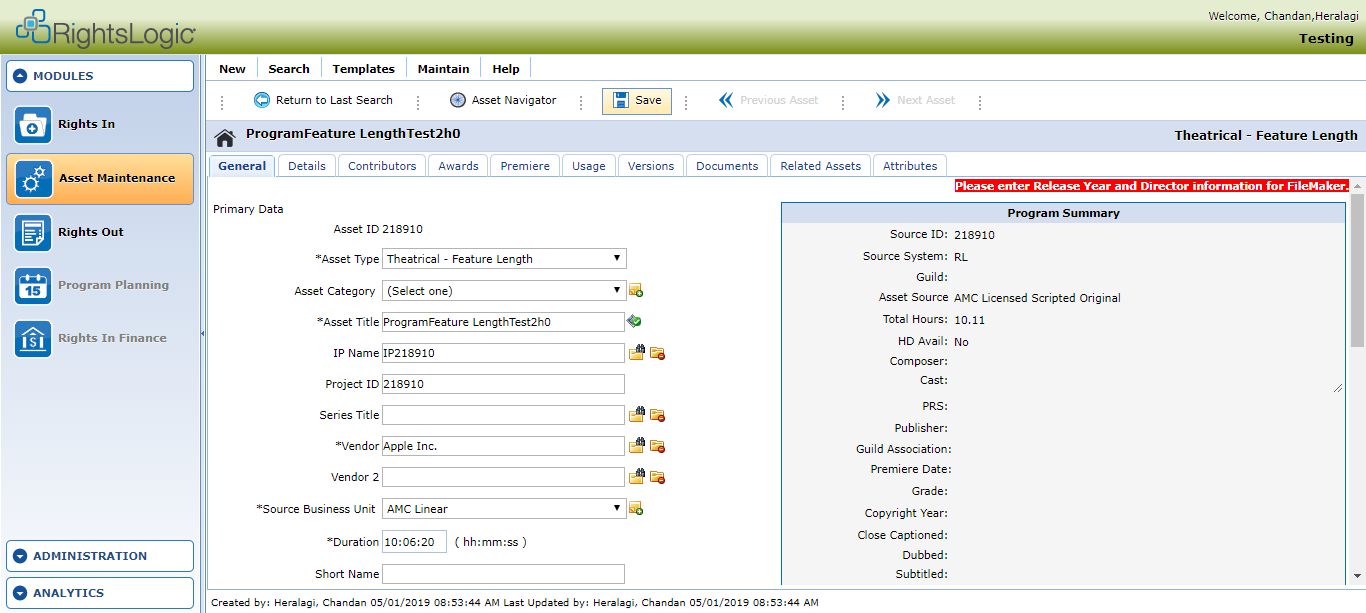 RightsLogic
Welcome, Chandan,Heralagi
Testing
MODULES
Rights In
Asset Maintenance
Rights Out
15
Program Planning
$
Rights In Finance
ADMINISTRATION
ANALYTICS
New Search Templates Maintain Help
Return to Last Search Asset Navigator Save Previous Asset Next Asset
ProgramFeature LengthTest2h0
Theatrical - Feature Length
General Details Contributors Awards Premiere Usage Versions Documents Related Assets Attributes
Please enter Release Year and Director information for FileMaker.
Primary Data
Asset ID 218910
*Asset Type Theatrical - Feature Length
Asset Category (Select one)
*Asset Title ProgramFeature LengthTest2h0
IP Name IP218910
Project ID 218910
Series Title
*Vendor Apple Inc.
Vendor 2
*Source Business Unit AMC Linear
*Duration 10:06:20 ( hh:mm:ss )
Short Name
Program Summary
Source ID: 218910
Source System: RL
Guild:
Asset Source AMC Licensed Scripted Original
Total Hours: 10.11
HD Avail: No
Composer:
Cast:
PRS:
Publisher:
Guild Association:
Premiere Date:
Grade:
Copyright Year:
Close Captioned:
Dubbed:
Subtitled:
Created by: Heralagi, Chandan 05/01/2019 08:53:44 AM Last Updated by: Heralagi, Chandan 05/01/2019 08:53:44 AM